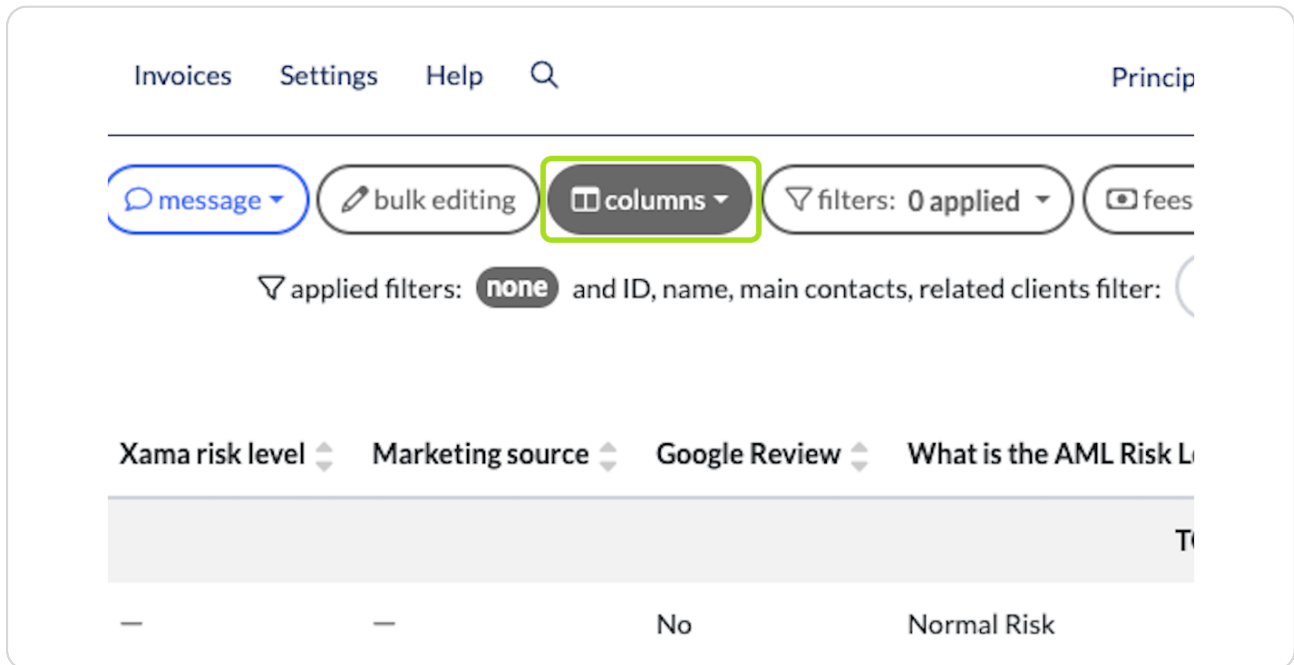 Invoices Settings Help Princip
message bulk editing columns filters: 0 applied fees
applied filters: none and ID, name, main contacts, related clients filter:
Xama risk level Marketing source Google Review What is the AML Risk L
T
— — No Normal Risk